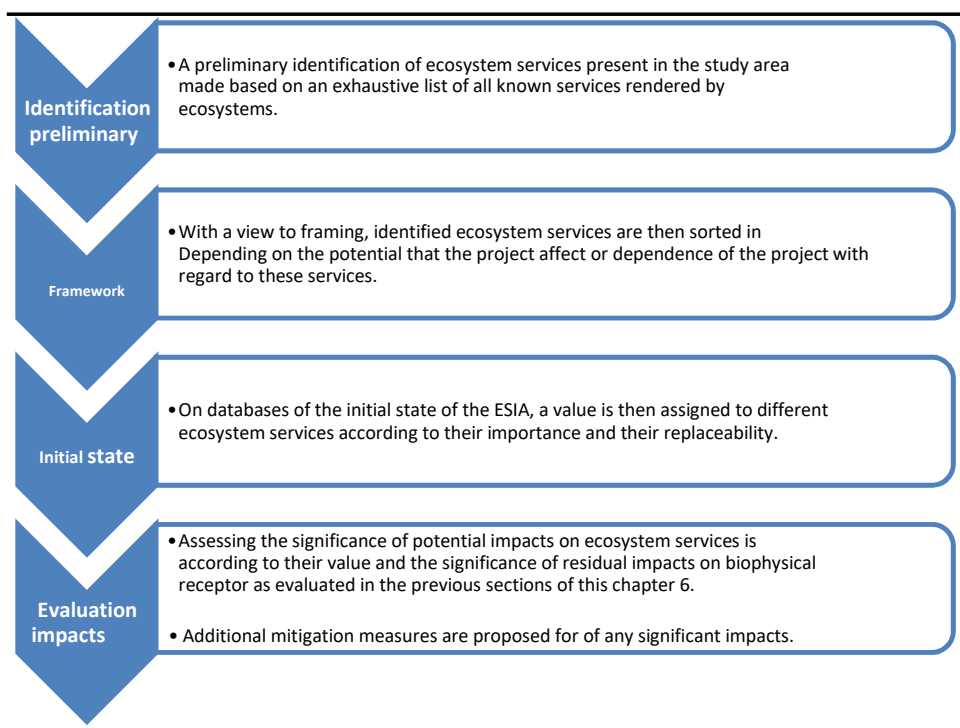 Identification
preliminary
•A preliminary identification of ecosystem services present in the study area
made based on an exhaustive list of all known services rendered by
ecosystems.
Framework
•With a view to framing, identified ecosystem services are then sorted in
Depending on the potential that the project affect or dependence of the project with
regard to these services.
Initial state
•On databases of the initial state of the ESIA, a value is then assigned to different
ecosystem services according to their importance and their replaceability.
Evaluation
impacts
•Assessing the significance of potential impacts on ecosystem services is
according to their value and the significance of residual impacts on biophysical
receptor as evaluated in the previous sections of this chapter 6.
• Additional mitigation measures are proposed for of any significant impacts.